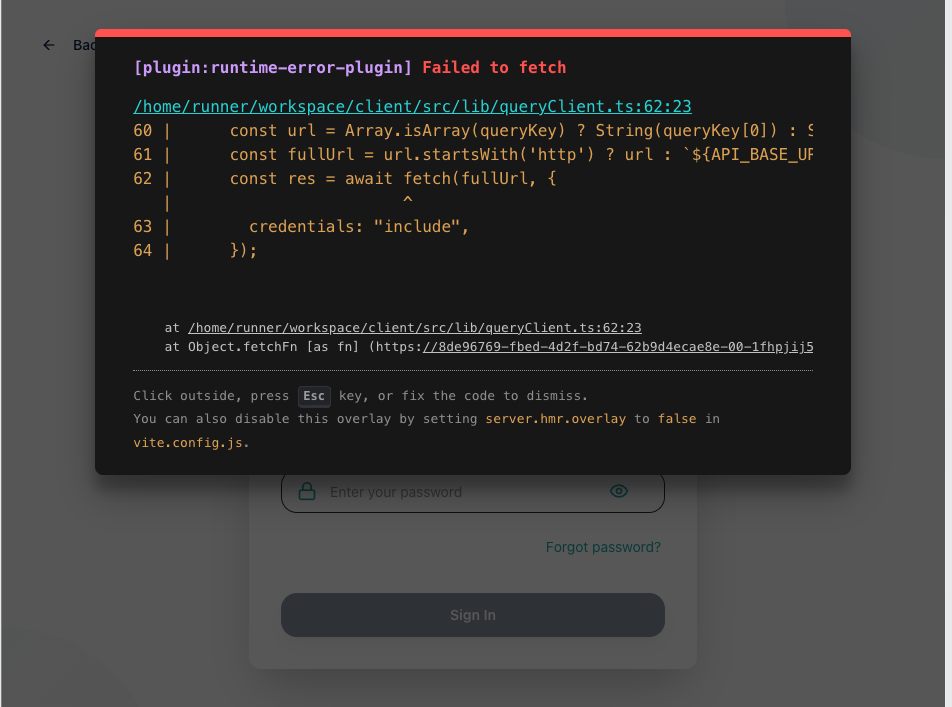 Bac
[plugin:runtime-error-plugin] Failed to fetch
/home/runner/workspace/client/src/lib/queryClient.ts:62:23
60 |      const url = Array.isArray(queryKey) ? String(queryKey[0]) : S
61 |      const fullUrl = url.startsWith('http') ? url : `${API_BASE_UR
62 |      const res = await fetch(fullUrl, {
   |                        ^
63 |        credentials: "include",
64 |      });
at /home/runner/workspace/client/src/lib/queryClient.ts:62:23
at Object.fetchFn [as fn] (https://8de96769-fbed-4d2f-bd74-62b9d4ecae8e-00-1fhpjij5
Click outside, press Esc key, or fix the code to dismiss.
You can also disable this overlay by setting server.hmr.overlay to false in
vite.config.js.
Enter your password
Forgot password?
Sign In